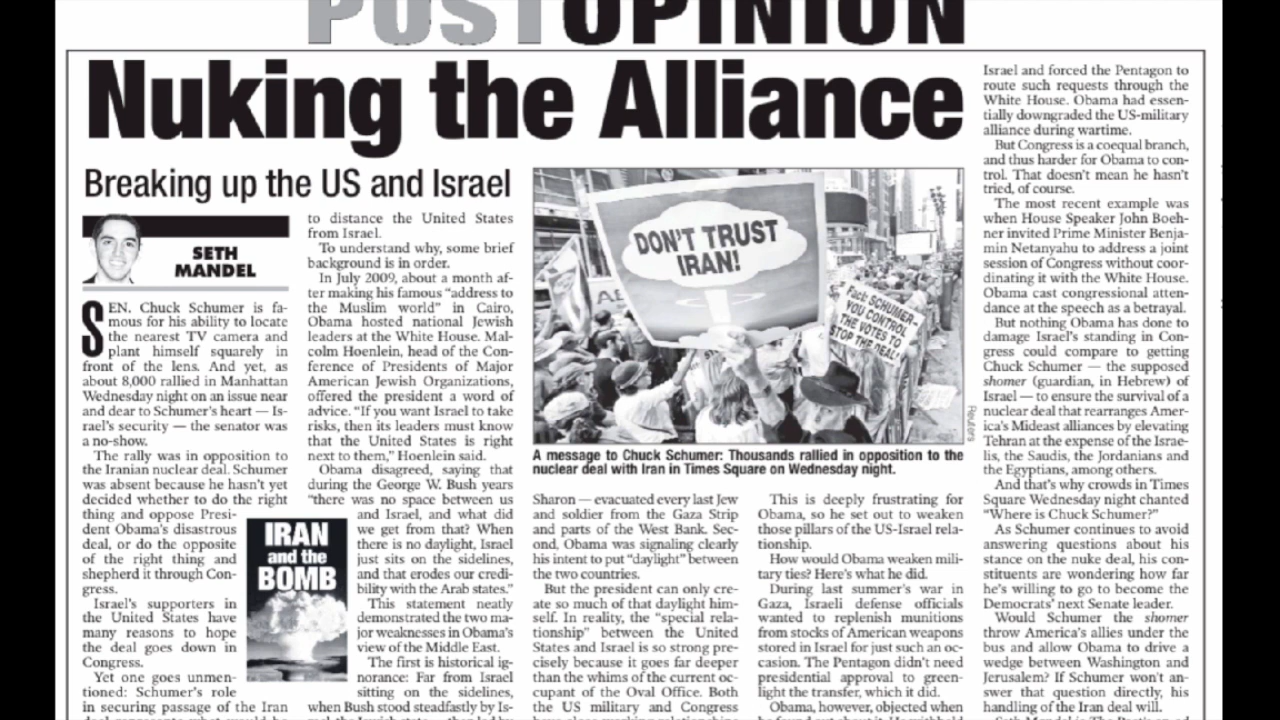 POSTOPINION
Nuking the Alliance
Breaking up the US and Israel
SETH
MANDEL
SEN. Chuck Schumer is fa-
mous for his ability to locate
the nearest TV camera and
plant himself squarely in
front of the lens. And yet, as
about 8,000 rallied in Manhattan
Wednesday night on an issue near
and dear to Schumer's heart — Is-
rael's security — the senator was
a no-show.
The rally was in opposition to
the Iranian nuclear deal. Schumer
was absent because he hasn't yet
decided whether to do the right
thing and oppose Presi-
dent Obama's disastrous
deal, or do the opposite
of the right thing and
shepherd it through Con-
gress.
Israel's supporters in
the United States have
many reasons to hope
the deal goes down in
Congress.
Yet one goes unmen-
tioned: Schumer's role
in securing passage of the Iran
deal represents what would be
IRAN
and the
BOMB
to distance the United States
from Israel.
To understand why, some brief
background is in order.
In July 2009, about a month af-
ter making his famous "address to
the Muslim world" in Cairo,
Obama hosted national Jewish
leaders at the White House. Mal-
colm Hoenlein, head of the Con-
ference of Presidents of Major
American Jewish Organizations,
offered the president a word of
advice. "If you want Israel to take
risks, then its leaders must know
that the United States is right
next to them," Hoenlein said.
Obama disagreed, saying that
during the George W. Bush years
"there was no space between us
and Israel, and what did
we get from that? When
there is no daylight, Israel
just sits on the sidelines,
and that erodes our credi-
bility with the Arab states."
This statement neatly
demonstrated the two ma-
jor weaknesses in Obama's
view of the Middle East.
The first is historical ig-
norance: Far from Israel
sitting on the sidelines,
when Bush stood steadfastly by Is-
DON'T TRUST
IRAN!
SCHUMER-
YOU CONTROL
THE VOTES TO
STOP THE DEAL!
Reuters
A message to Chuck Schumer: Thousands rallied in opposition to the
nuclear deal with Iran in Times Square on Wednesday night.
Sharon — evacuated every last Jew
and soldier from the Gaza Strip
and parts of the West Bank. Sec-
ond, Obama was signaling clearly
his intent to put "daylight" between
the two countries.
But the president can only cre-
ate so much of that daylight him-
self. In reality, the "special rela-
tionship" between the United
States and Israel is so strong pre-
cisely because it goes far deeper
than the whims of the current oc-
cupant of the Oval Office. Both
the US military and Congress
have close working relationships
This is deeply frustrating for
Obama, so he set out to weaken
those pillars of the US-Israel rela-
tionship.
How would Obama weaken mili-
tary ties? Here's what he did.
During last summer's war in
Gaza, Israeli defense officials
wanted to replenish munitions
from stocks of American weapons
stored in Israel for just such an oc-
casion. The Pentagon didn't need
presidential approval to green-
light the transfer, which it did.
Obama, however, objected when
he found out about it. He withheld
Israel and forced the Pentagon to
route such requests through the
White House. Obama had essen-
tially downgraded the US-military
alliance during wartime.
But Congress is a coequal branch,
and thus harder for Obama to con-
trol. That doesn't mean he hasn't
tried, of course.
The most recent example was
when House Speaker John Boeh-
ner invited Prime Minister Benja-
min Netanyahu to address a joint
session of Congress without coor-
dinating it with the White House.
Obama cast congressional atten-
dance at the speech as a betrayal.
But nothing Obama has done to
damage Israel's standing in Con-
gress could compare to getting
Chuck Schumer — the supposed
shomer (guardian, in Hebrew) of
Israel — to ensure the survival of a
nuclear deal that rearranges Amer-
ica's Mideast alliances by elevating
Tehran at the expense of the Israe-
lis, the Saudis, the Jordanians and
the Egyptians, among others.
And that's why crowds in Times
Square Wednesday night chanted
"Where is Chuck Schumer?"
As Schumer continues to avoid
answering questions about his
stance on the nuke deal, his con-
stituents are wondering how far
he's willing to go to become the
Democrats' next Senate leader.
Would Schumer the shomer
throw America's allies under the
bus and allow Obama to drive a
wedge between Washington and
Jerusalem? If Schumer won't an-
swer that question directly, his
handling of the Iran deal will.